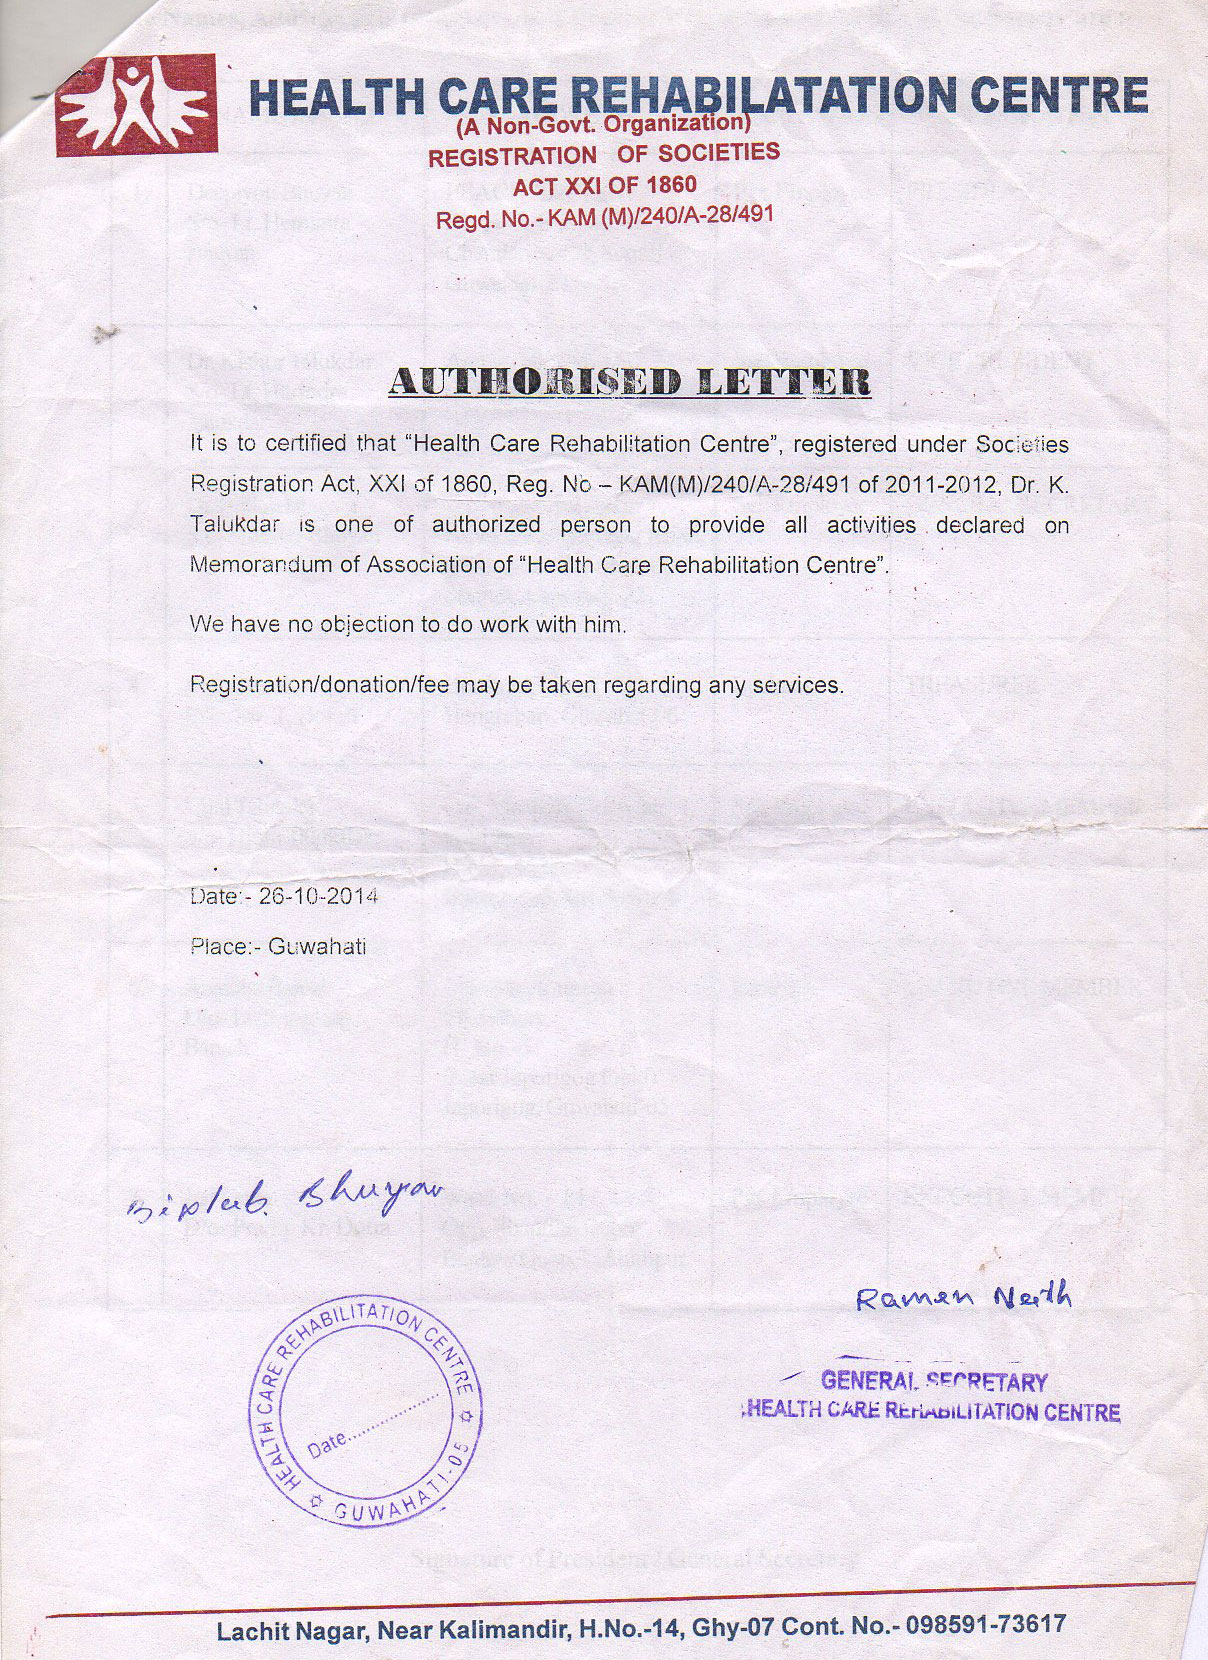 HEALTH CARE REHABILATATION CENTRE
(A Non-Govt. Organization)
REGISTRATION OF SOCIETIES
ACT XXI OF 1860
Regd. No.- KAM (M)/240/A-28/491
AUTHORISED LETTER
It is to certified that “Health Care Rehabilitation Centre”, registered under Societies
Registration Act, XXI of 1860, Reg. No – KAM(M)/240/A-28/491 of 2011-2012, Dr. K.
Talukdar is one of authorized person to provide all activities declared on
Memorandum of Association of “Health Care Rehabilitation Centre”.
We have no objection to do work with him.
Registration/donation/fee may be taken regarding any services.
Date:- 26-10-2014
Place:- Guwahati
Biplab. Bhuyan
Ramen Nath
HEALTH CARE REHABILITATION CENTRE
Date..................
GUWAHATI-05
GENERAL SECRETARY
HEALTH CARE REHABILITATION CENTRE
Signature of President / General Secretary
Lachit Nagar, Near Kalimandir, H.No.-14, Ghy-07 Cont. No.- 098591-73617